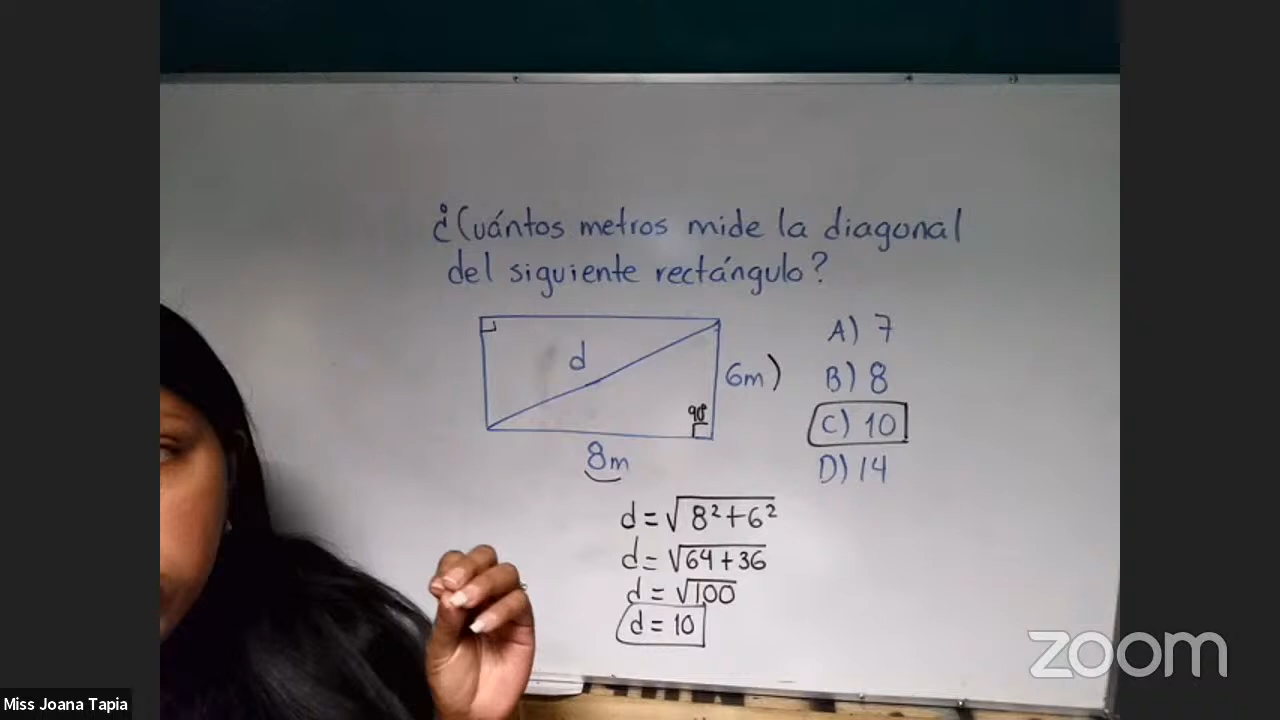 ¿Cuántos metros mide la diagonal
del siguiente rectángulo?
d
6m)
90°
8m
A) 7
B) 8
C) 10
D) 14
d = √8²+6²
d = √64+36
d = √100
d = 10
zoom
Miss Joana Tapia